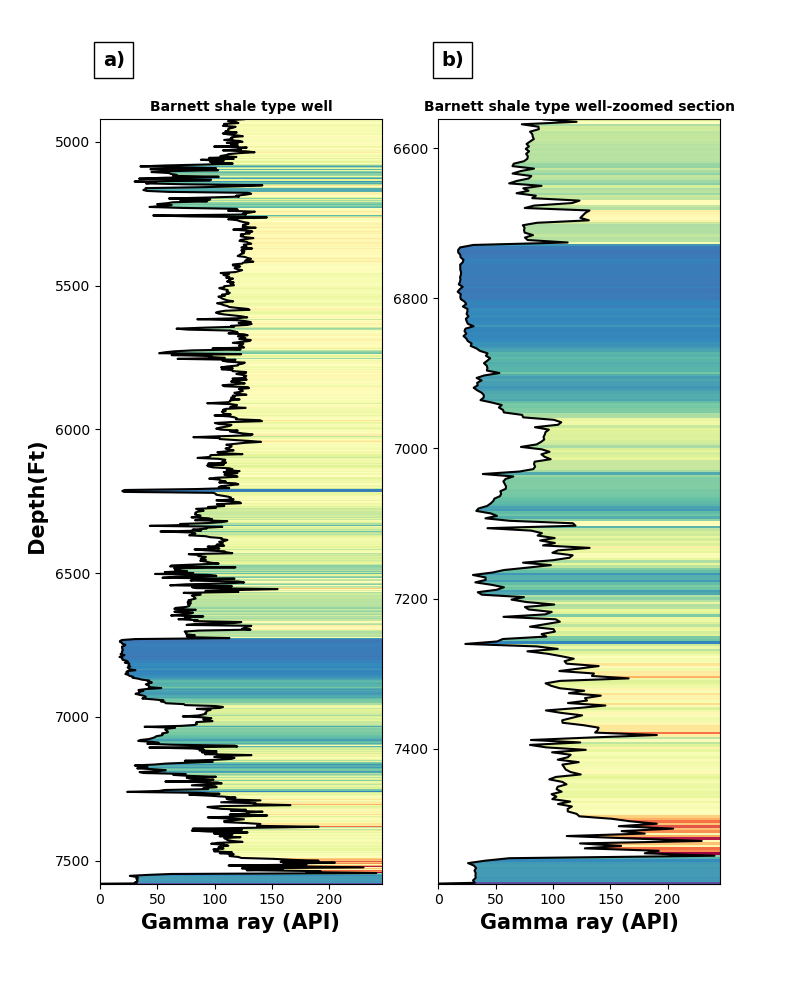 a)
b)
Barnett shale type well
Barnett shale type well-zoomed section
5000
5500
6000
6500
7000
7500
Depth(Ft)
0 50 100 150 200
Gamma ray (API)
6600
6800
7000
7200
7400
0 50 100 150 200
Gamma ray (API)